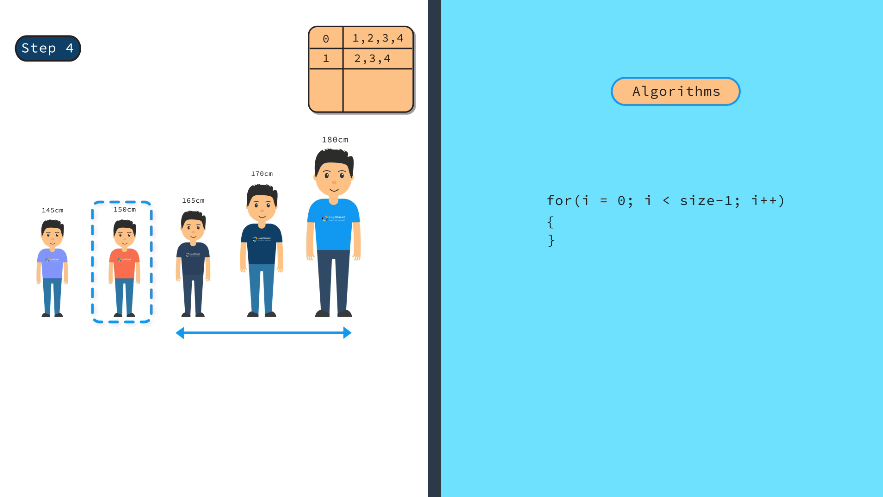 Step 4
0 1,2,3,4
1 2,3,4
180cm
170cm
165cm
145cm
150cm
Algorithms
for(i = 0; i < size-1; i++)
{
}